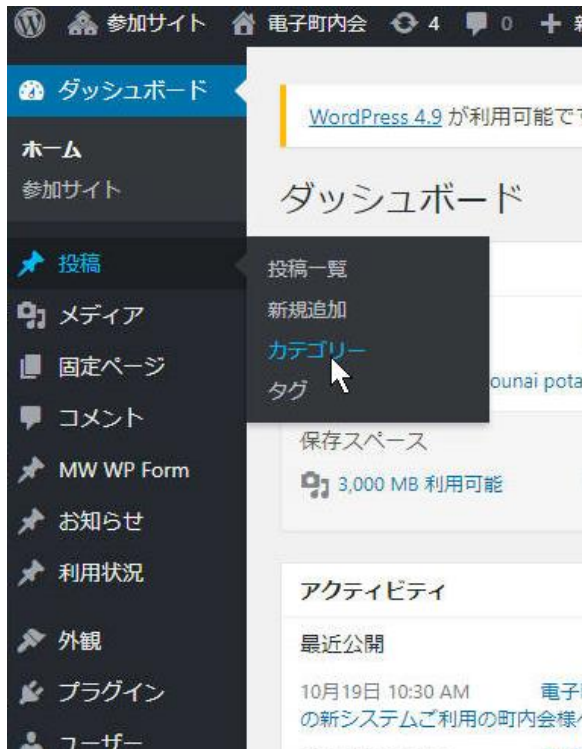 参加サイト 電子町内会 4 0
ダッシュボード
WordPress 4.9 が利用可能で
ホーム
参加サイト
ダッシュボード
投稿
投稿一覧
新規追加
カテゴリー
タグ
メディア
固定ページ
コメント
MW WP Form
お知らせ
利用状況
外観
プラグイン
ユーザー
ounai pota
保存スペース
3,000 MB 利用可能
アクティビティ
最近公開
10月19日 10:30 AM 電子
の新システムご利用の町内会様